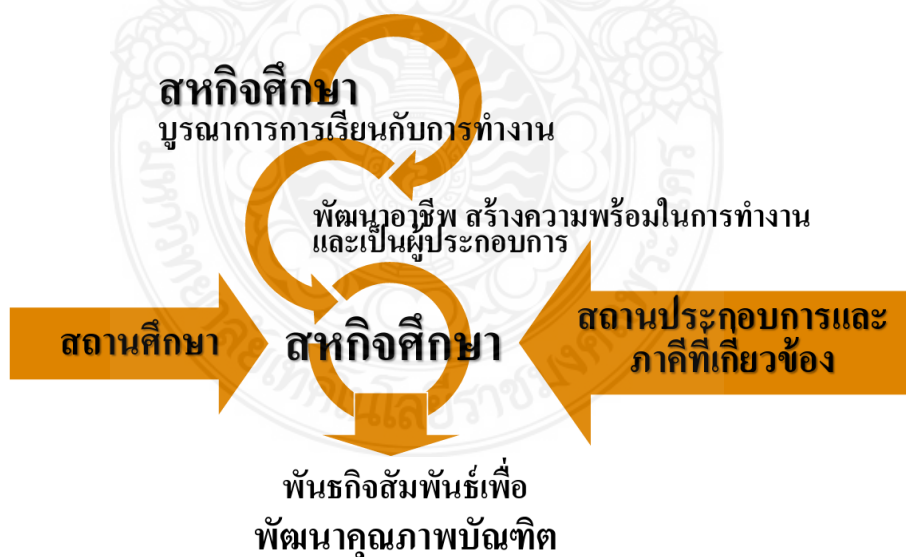 สหกิจศึกษา
บูรณาการการเรียนกับการทำงาน
พัฒนาอาชีพ สร้างความพร้อมในการทำงาน
และเป็นผู้ประกอบการ
สถานศึกษา
สหกิจศึกษา
สถานประกอบการและ
ภาคีที่เกี่ยวข้อง
พันธกิจสัมพันธ์เพื่อ
พัฒนาคุณภาพบัณฑิต